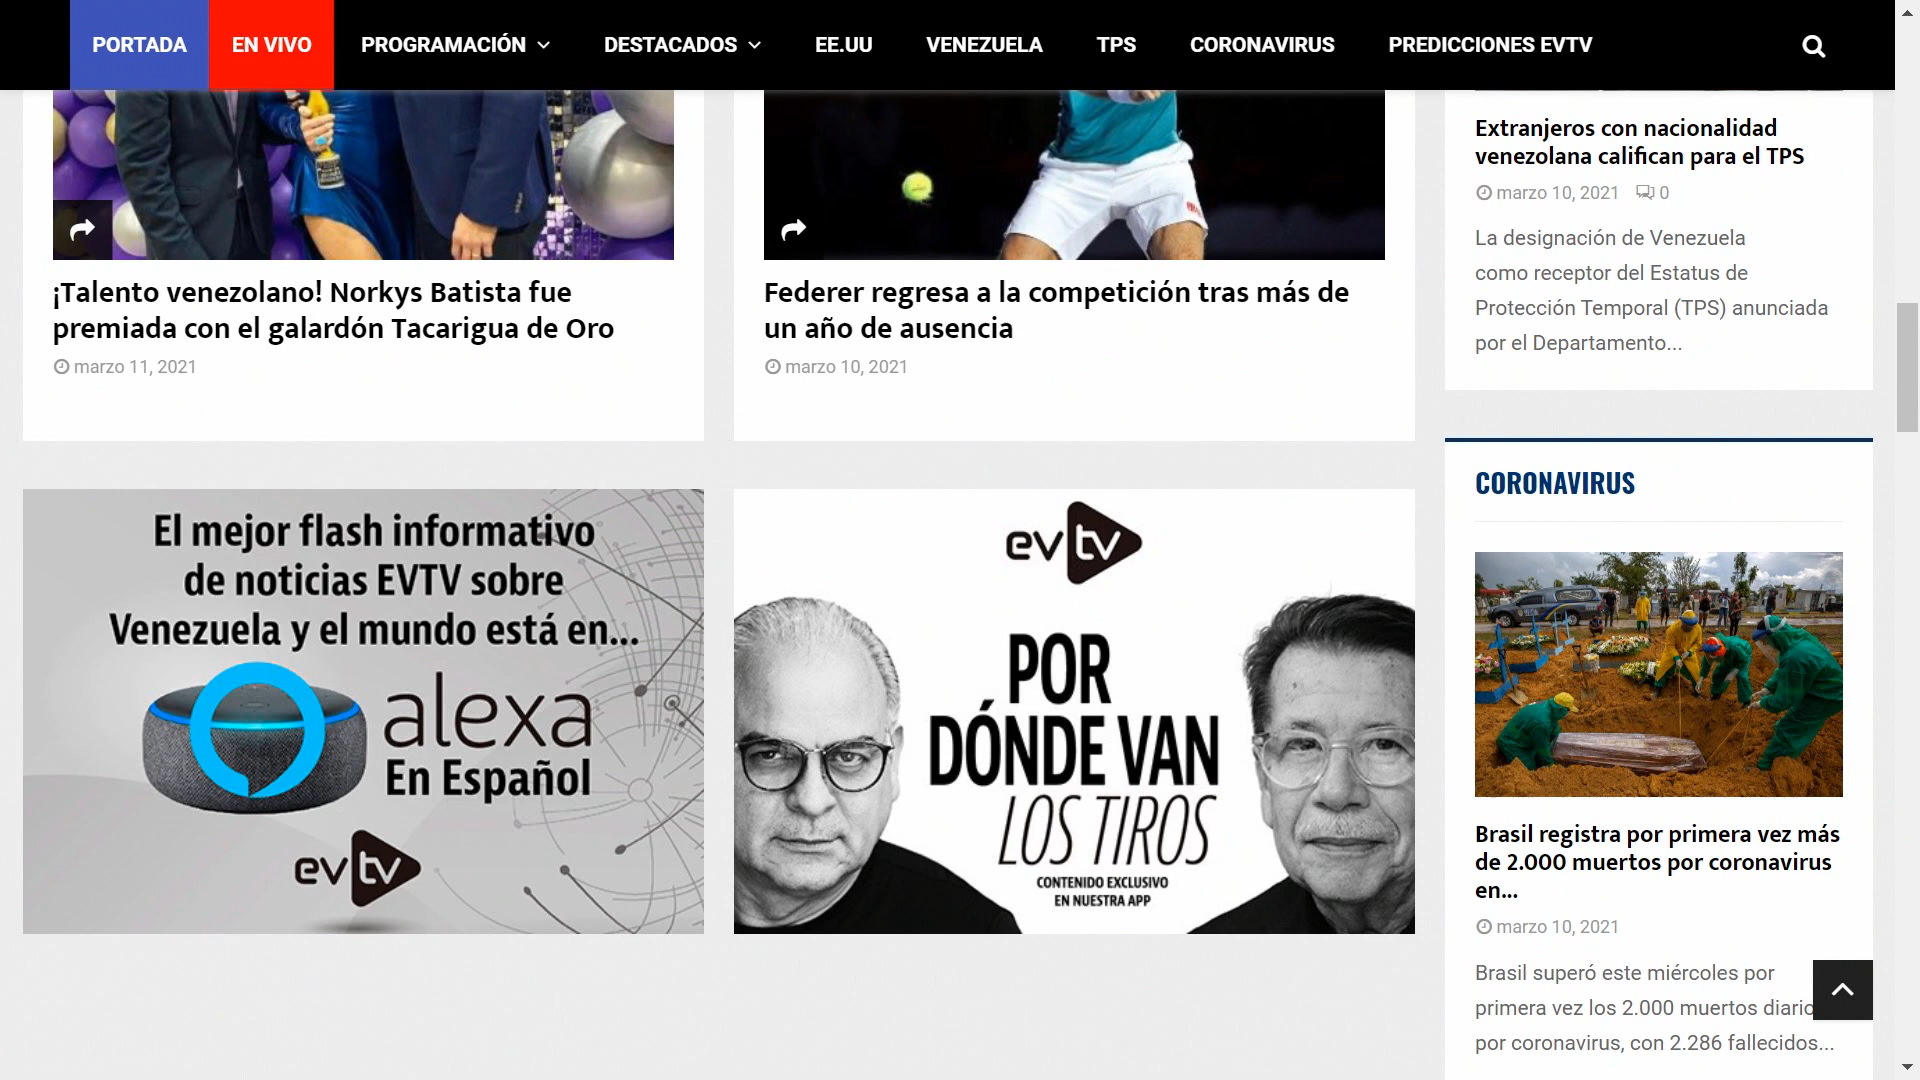 PORTADA EN VIVO PROGRAMACIÓN DESTACADOS EE.UU VENEZUELA TPS CORONAVIRUS PREDICCIONES EVTV
¡Talento venezolano! Norkys Batista fue
premiada con el galardón Tacarigua de Oro
marzo 11, 2021
Federer regresa a la competición tras más de
un año de ausencia
marzo 10, 2021
El mejor flash informativo
de noticias EVTV sobre
Venezuela y el mundo está en...
alexa
En Español
evtv
evtv
POR
DÓNDE VAN
LOS TIROS
CONTENIDO EXCLUSIVO
EN NUESTRA APP
Extranjeros con nacionalidad
venezolana califican para el TPS
marzo 10, 2021 0
La designación de Venezuela
como receptor del Estatus de
Protección Temporal (TPS) anunciada
por el Departamento...
CORONAVIRUS
Brasil registra por primera vez más
de 2.000 muertos por coronavirus
en...
marzo 10, 2021
Brasil superó este miércoles por
primera vez los 2.000 muertos diario
por coronavirus, con 2.286 fallecidos...